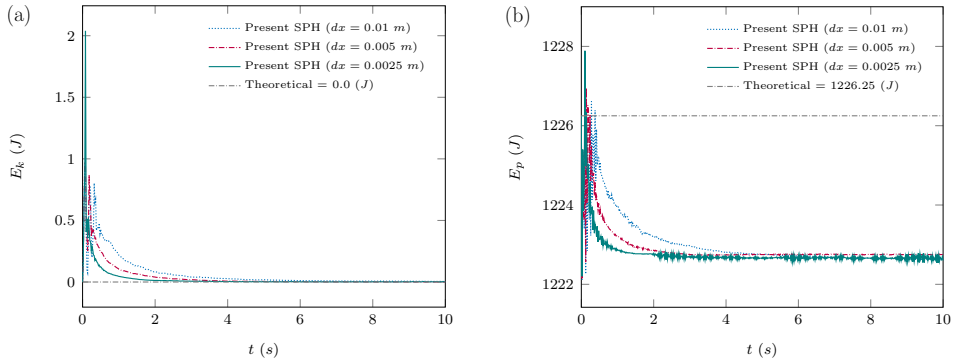 (a)
Present SPH (dx = 0.01 m)
Present SPH (dx = 0.005 m)
Present SPH (dx = 0.0025 m)
Theoretical = 0.0 (J)
2
1.5
1
0.5
0
E_k (J)
0 2 4 6 8 10
t (s)
(b)
Present SPH (dx = 0.01 m)
Present SPH (dx = 0.005 m)
Present SPH (dx = 0.0025 m)
Theoretical = 1226.25 (J)
1228
1226
1224
1222
E_p (J)
0 2 4 6 8 10
t (s)